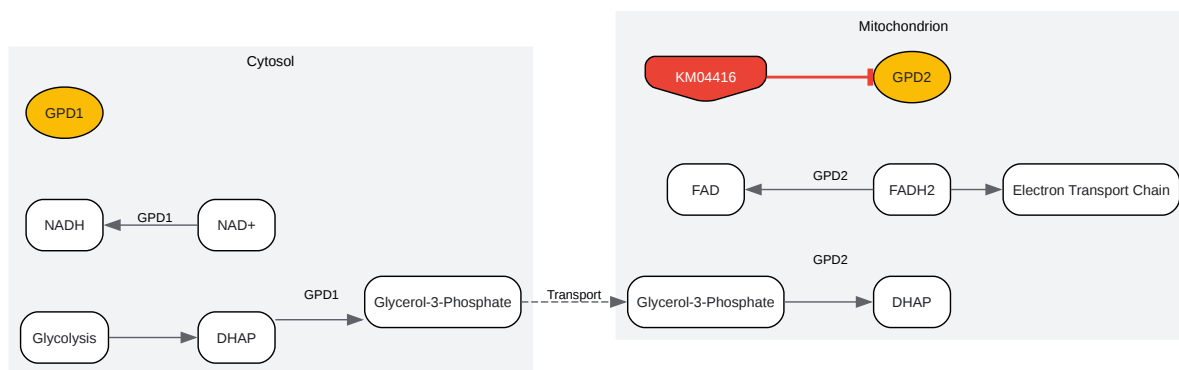 Cytosol
GPD1
NADH
GPD1
NAD+
GPD1
Glycolysis
DHAP
Glycerol-3-Phosphate
Transport
Mitochondrion
KM04416
GPD2
FAD
GPD2
FADH2
Electron Transport Chain
GPD2
Glycerol-3-Phosphate
DHAP